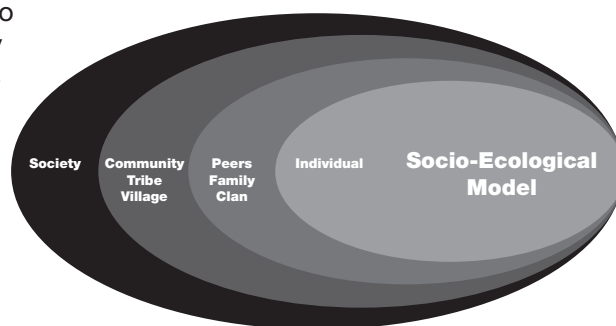 o
Society
Community
Tribe
Village
Peers
Family
Clan
Individual
Socio-Ecological
Model